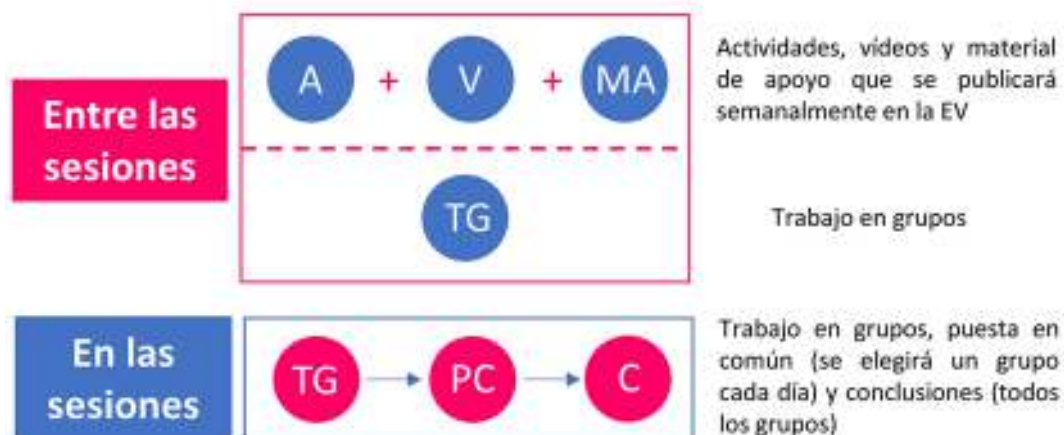 Entre las
sesiones
A + V + MA
TG
Actividades, vídeos y material
de apoyo que se publicará
semanalmente en la EV
Trabajo en grupos
En las
sesiones
TG PC C
Trabajo en grupos, puesta en
común (se elegirá un grupo
cada día) y conclusiones (todos
los grupos)